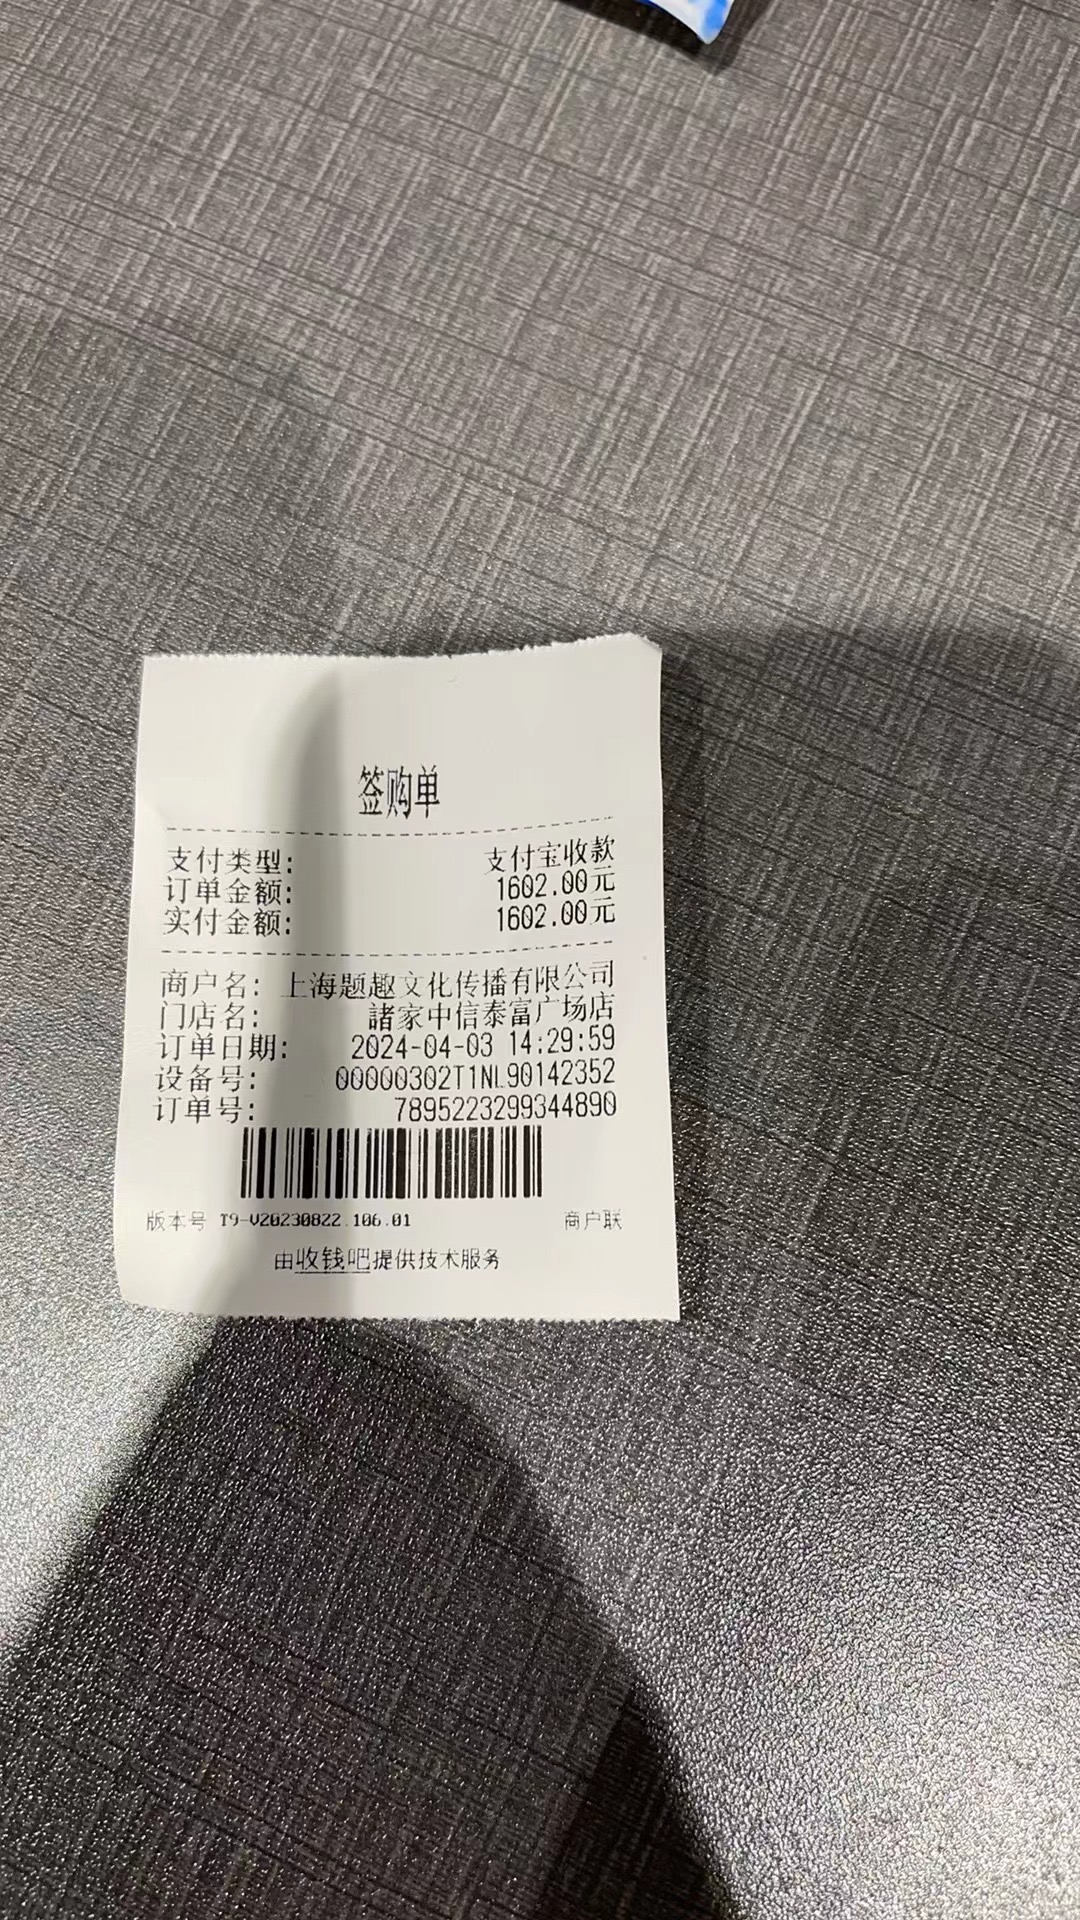 签购单
支付类型: 支付宝收款
订单金额: 1602.00元
实付金额: 1602.00元
商户名: 上海题趣文化传播有限公司
门店名: 諸家中信泰富广场店
订单日期: 2024-04-03 14:29:59
设备号: 00000302T1NL90142352
订单号: 7895223299344890
版本号 T9-V20230822.106.01 商户联
由收钱吧提供技术服务